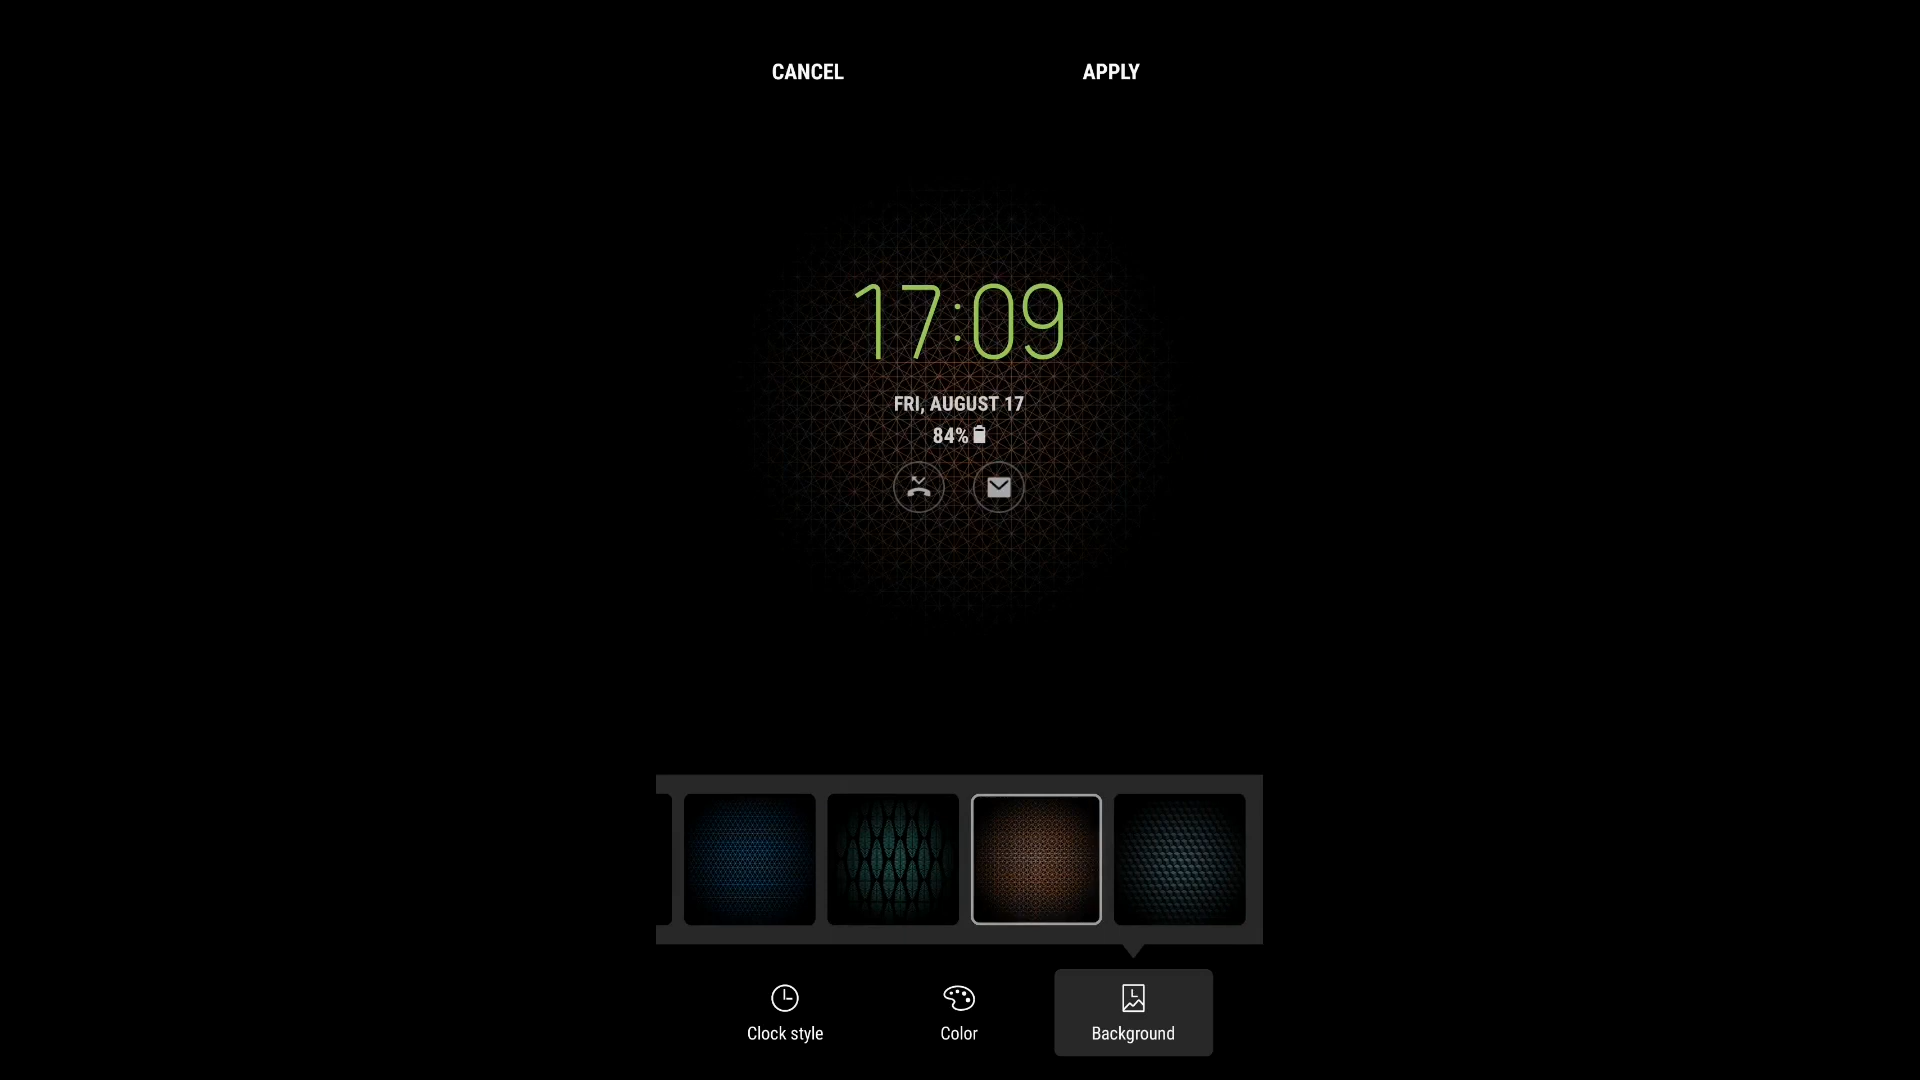 CANCEL
APPLY
17:09
FRI, AUGUST 17
84%
Clock style
Color
Background